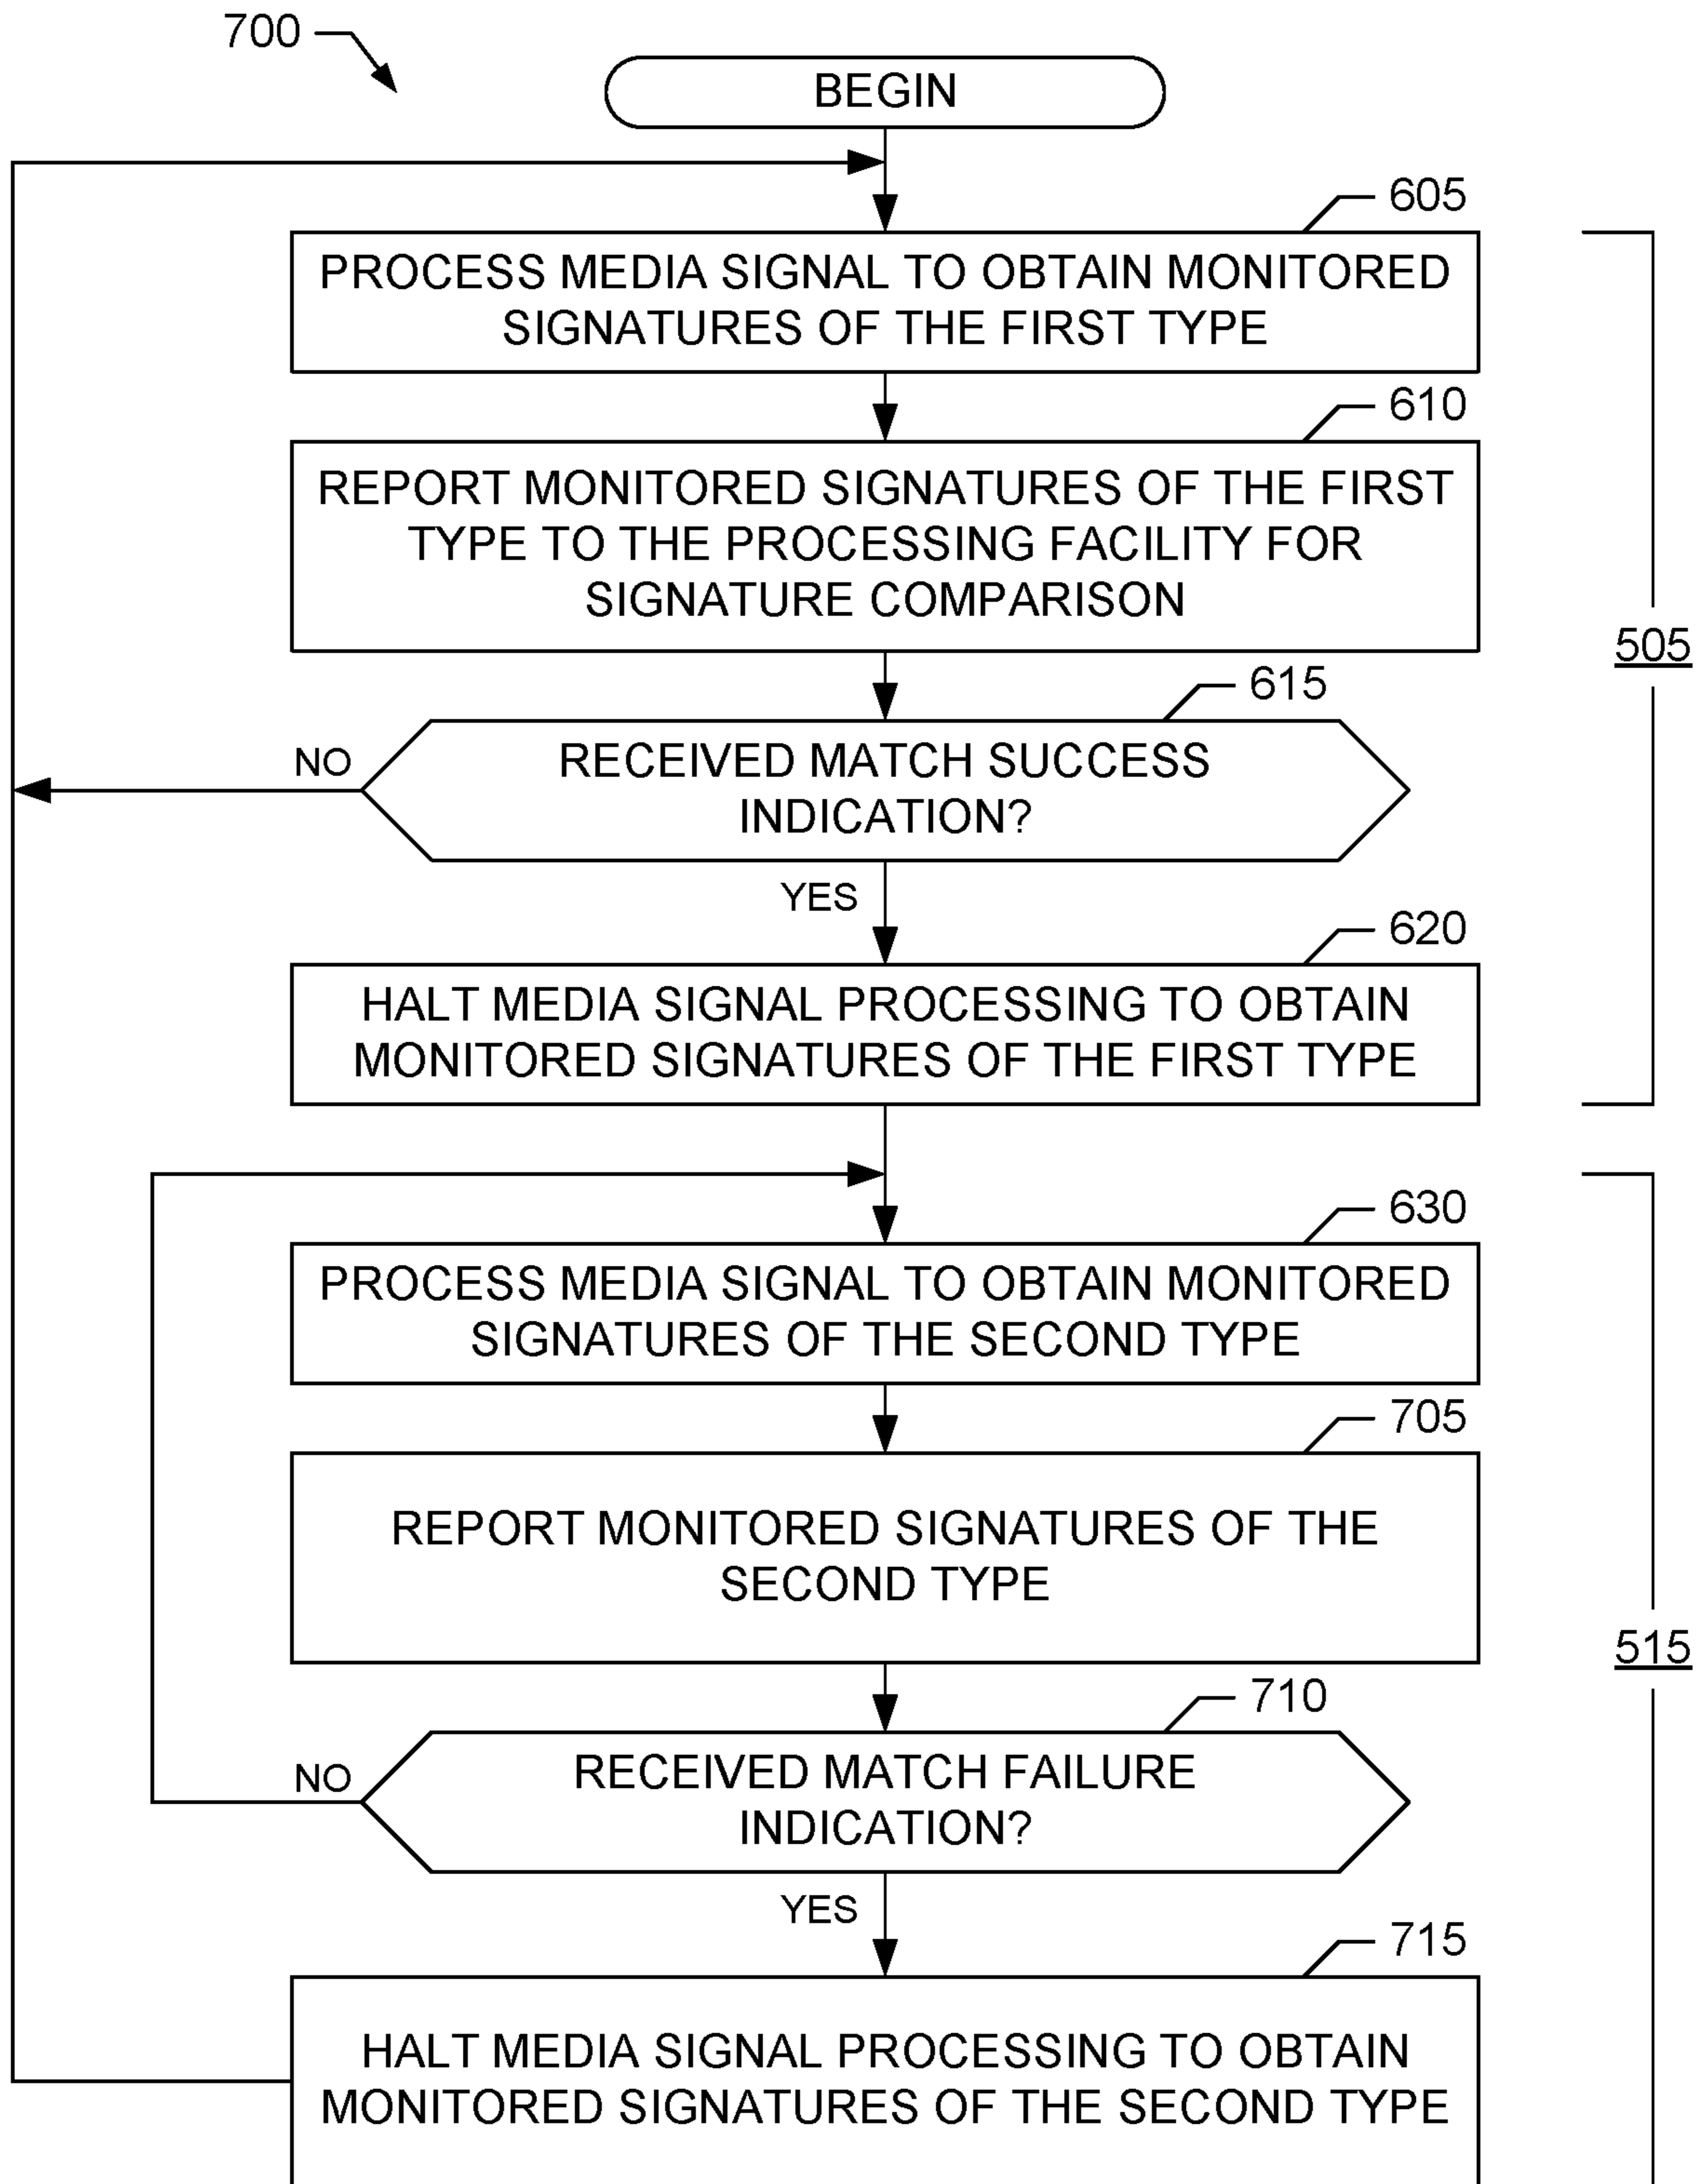 700
BEGIN
605
PROCESS MEDIA SIGNAL TO OBTAIN MONITORED
SIGNATURES OF THE FIRST TYPE
610
REPORT MONITORED SIGNATURES OF THE FIRST
TYPE TO THE PROCESSING FACILITY FOR
SIGNATURE COMPARISON
505
615
NO
RECEIVED MATCH SUCCESS
INDICATION?
YES
620
HALT MEDIA SIGNAL PROCESSING TO OBTAIN
MONITORED SIGNATURES OF THE FIRST TYPE
630
PROCESS MEDIA SIGNAL TO OBTAIN MONITORED
SIGNATURES OF THE SECOND TYPE
705
REPORT MONITORED SIGNATURES OF THE
SECOND TYPE
515
710
NO
RECEIVED MATCH FAILURE
INDICATION?
YES
715
HALT MEDIA SIGNAL PROCESSING TO OBTAIN
MONITORED SIGNATURES OF THE SECOND TYPE